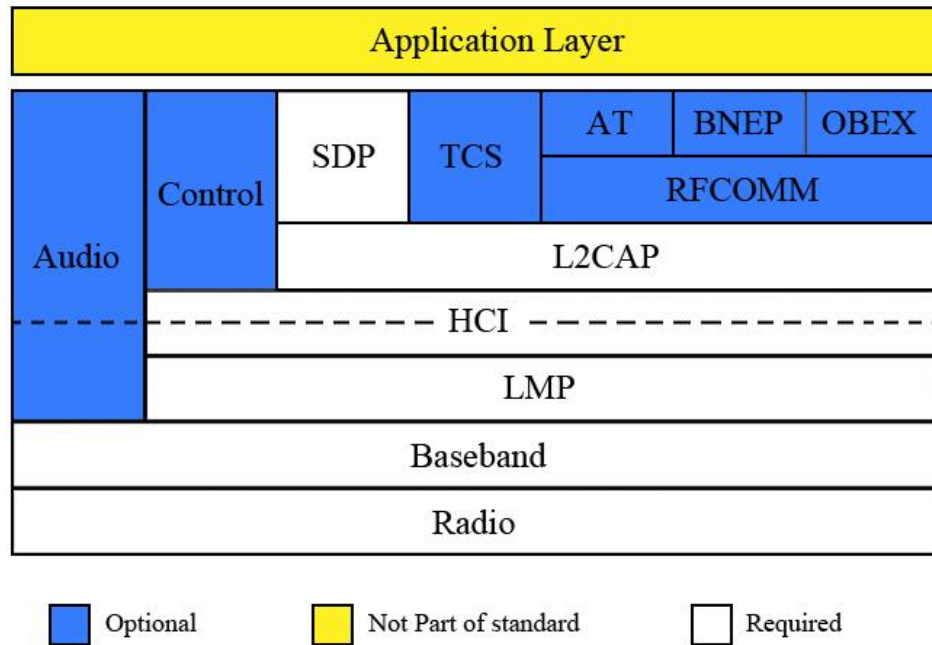 Application Layer
AT BNEP OBEX
SDP TCS
Control RFCOMM
Audio L2CAP
HCI
LMP
Baseband
Radio
Optional Not Part of standard Required